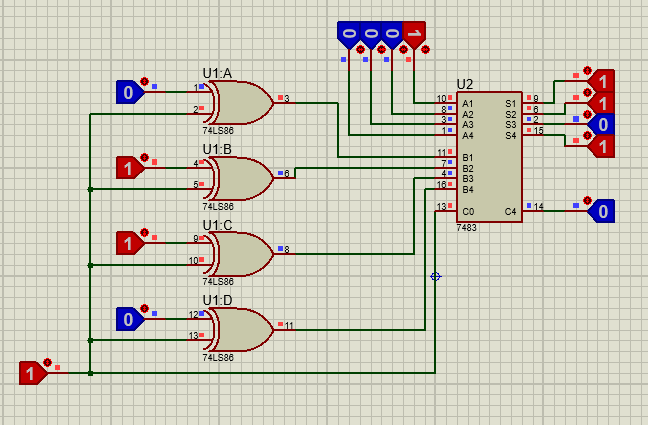 0 0 0 1
U1:A
0 1 3
2
74LS86
U1:B
1 4 6
5
74LS86
U1:C
1 9 8
10
74LS86
U1:D
0 12 11
13
74LS86
1
U2
10 A1 S1 9 1
8 A2 S2 6 1
3 A3 S3 2 0
1 A4 S4 15 1
11 B1
7 B2
4 B3
16 B4
13 C0 C4 14 0
7483